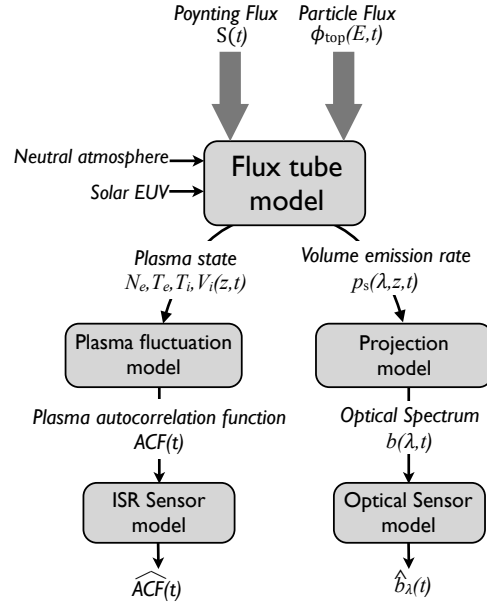 Poynting Flux
S(t)
Particle Flux
ϕtop(E,t)
Neutral atmosphere
Solar EUV
Flux tube
model
Plasma state
Ne,Te,Ti,Vi(z,t)
Volume emission rate
ps(λ,z,t)
Plasma fluctuation
model
Projection
model
Plasma autocorrelation function
ACF(t)
Optical Spectrum
b(λ,t)
ISR Sensor
model
Optical Sensor
model
\widehat{ACF}(t)
b̂λ(t)